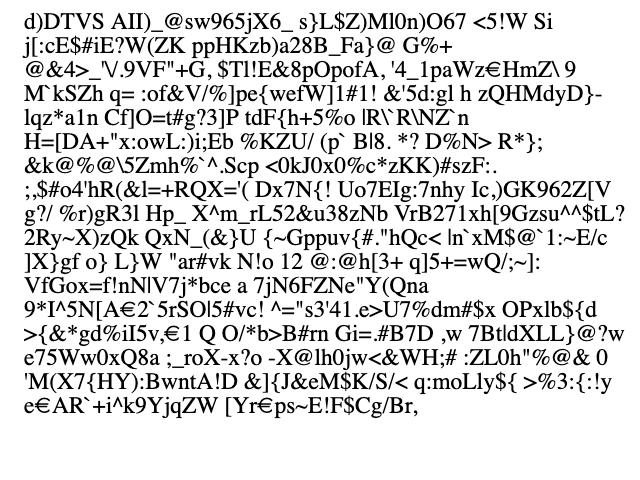 d)DTVS AII)_@sw965jX6_ s}L$Z)Ml0n)O67 <5!W Si
j[:cE$#iE?W(ZK ppHKzb)a28B_Fa}@ G%+
@&4>_'\/.9VF"+G, $Tl!E&8pOpofA, '4_1paWz€HmZ\ 9
M`kSZh q= :of&V/%]pe{wefW]1#1! &'5d:gl h zQHMdyD}-
lqz*a1n Cf]O=t#g?3]P tdF{h+5%o lR\`R\NZ`n
H=[DA+"x:owL:)i;Eb %KZU/ (p` B|8. *? D%N> R*};
&k@%@\5Zmh%`^.Scp <0kJ0x0%c*zKK)#szF:.
;,$#o4'hR(&l=+RQX='( Dx7N{! Uo7EIg:7nhy Ic,)GK962Z[V
g?/ %r)gR3l Hp_ X^m_rL52&u38zNb VrB271xh[9Gzsu^^$tL?
2Ry~X)zQk QxN_(&}U {~Gppuv{#."hQc< |n`xM$@`1:~E/c
]X}gf o} L}W "ar#vk N!o 12 @:@h[3+ q]5+=wQ/;~]:
VfGox=f!nN|V7j*bce a 7jN6FZNe"Y(Qna
9*I^5N[A€2`5rSO|5#vc! ^="s3'41.e>U7%dm#$x OPxlb${d
>{&*gd%iI5v,€1 Q O/*b>B#rn Gi=.#B7D ,w 7Bt|dXLL}@?w
e75Ww0xQ8a ;_roX-x?o -X@lh0jw<&WH;# :ZL0h"%@& 0
'M(X7{HY):BwntA!D &]{J&eM$K/S/< q:moLly${ >%3:{:!y
e€AR`+i^k9YjqZW [Yr€ps~E!F$Cg/Br,